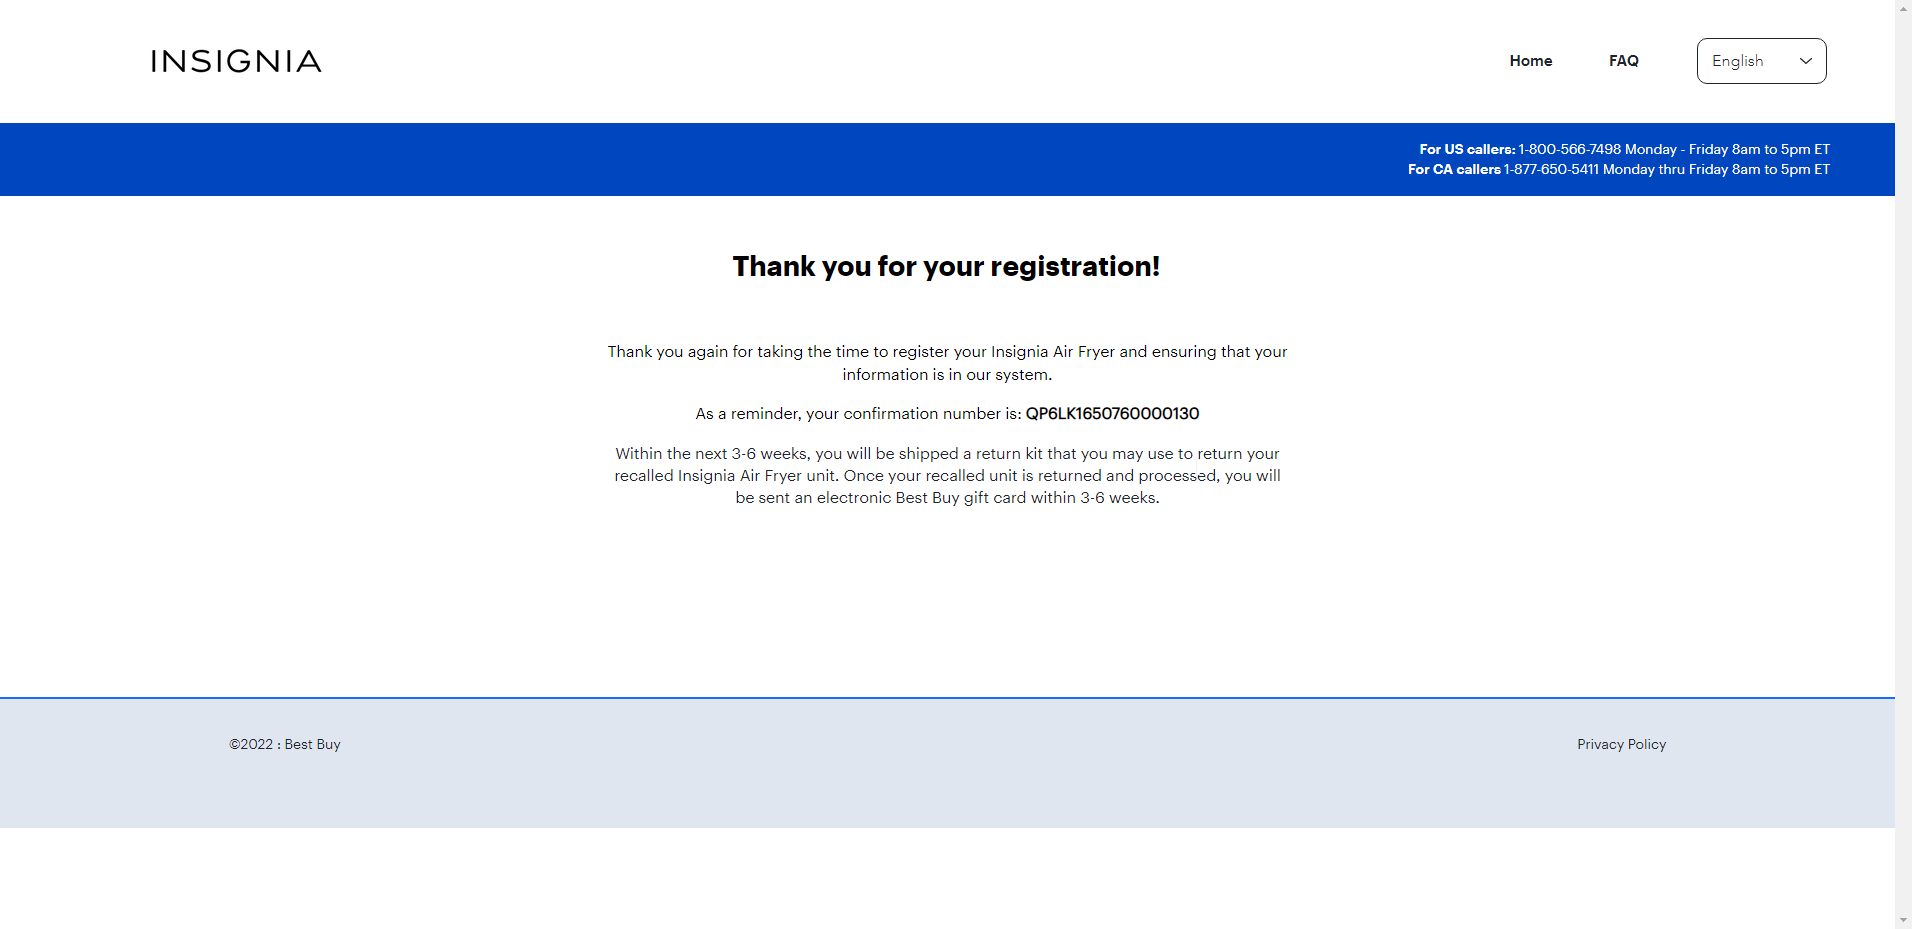 INSIGNIA
Home
FAQ
English
For US callers: 1-800-566-7498 Monday - Friday 8am to 5pm ET
For CA callers 1-877-650-5411 Monday thru Friday 8am to 5pm ET
Thank you for your registration!
Thank you again for taking the time to register your Insignia Air Fryer and ensuring that your
information is in our system.
As a reminder, your confirmation number is: QP6LK1650760000130
Within the next 3-6 weeks, you will be shipped a return kit that you may use to return your
recalled Insignia Air Fryer unit. Once your recalled unit is returned and processed, you will
be sent an electronic Best Buy gift card within 3-6 weeks.
©2022 : Best Buy
Privacy Policy